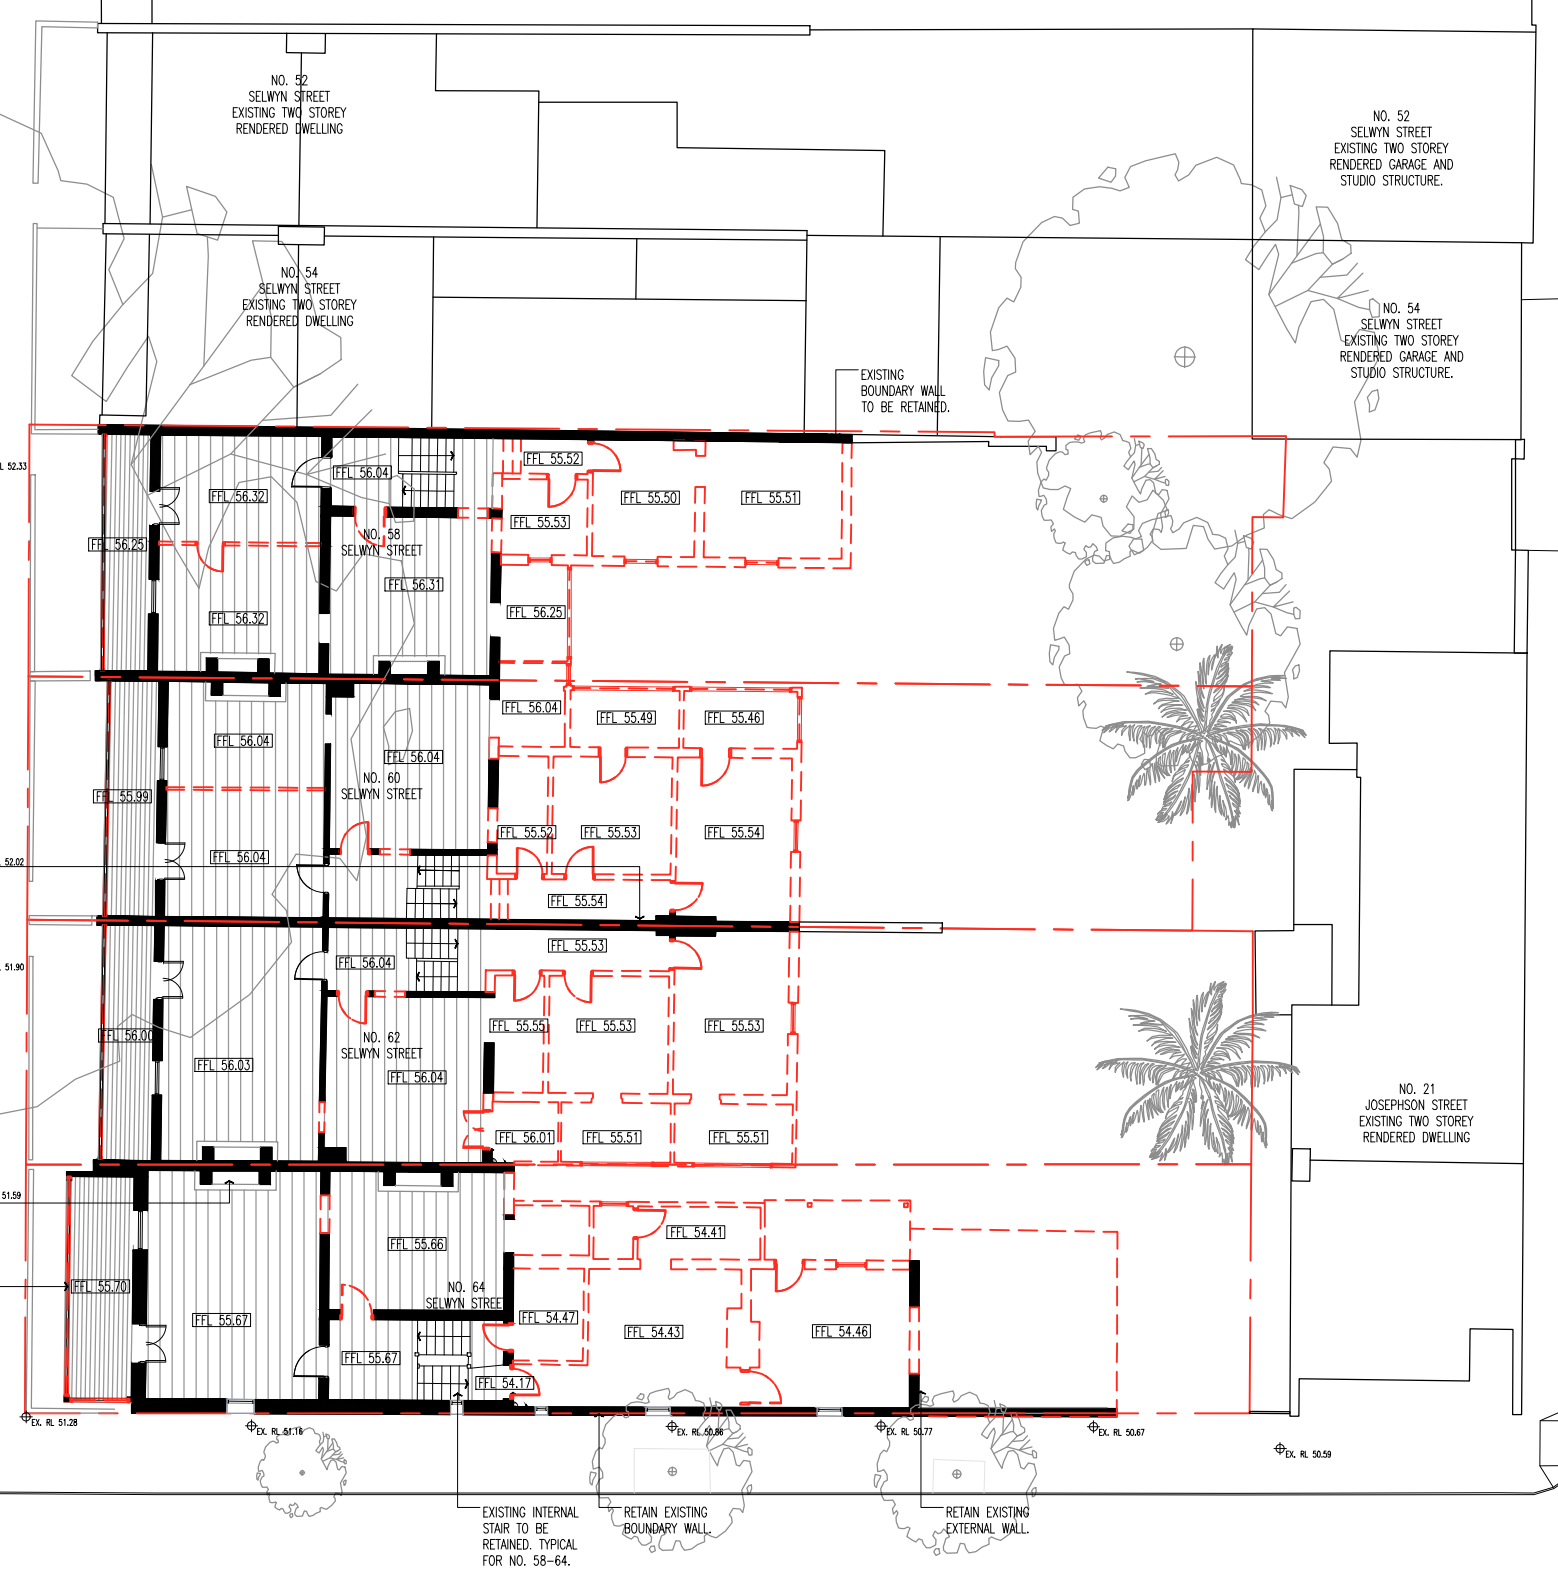 NO. 52
SELWYN STREET
EXISTING TWO STOREY
RENDERED DWELLING
NO. 52
SELWYN STREET
EXISTING TWO STOREY
RENDERED GARAGE AND
STUDIO STRUCTURE.
NO. 54
SELWYN STREET
EXISTING TWO STOREY
RENDERED DWELLING
NO. 54
SELWYN STREET
EXISTING TWO STOREY
RENDERED GARAGE AND
STUDIO STRUCTURE.
EXISTING
BOUNDARY WALL
TO BE RETAINED.
L 52.33
FFL 56.04
FFL 55.52
FFL 56.32
FFL 55.50
FFL 55.51
FFL 55.53
NO. 58
SELWYN STREET
FFL 56.25
FFL 56.31
FFL 56.32
FFL 56.25
FFL 56.04
FFL 55.49
FFL 55.46
FFL 56.04
FFL 56.04
NO. 60
SELWYN STREET
FFL 55.99
FFL 55.52
FFL 55.53
FFL 55.54
FFL 56.04
52.02
FFL 55.54
FFL 55.53
51.90
FFL 56.04
FFL 55.55
FFL 55.53
FFL 55.53
FFL 56.00
NO. 62
SELWYN STREET
FFL 56.03
FFL 56.04
NO. 21
JOSEPHSON STREET
EXISTING TWO STOREY
RENDERED DWELLING
FFL 56.01
FFL 55.51
FFL 55.51
51.59
FFL 54.41
FFL 55.66
FFL 55.70
NO. 64
SELWYN STREET
FFL 55.67
FFL 54.47
FFL 54.43
FFL 54.46
FFL 55.67
FFL 54.17
EX. RL 51.28
EX. RL 51.16
EX. RL 50.86
EX. RL 50.77
EX. RL 50.67
EX. RL 50.59
EXISTING INTERNAL
STAIR TO BE
RETAINED. TYPICAL
FOR NO. 58-64.
RETAIN EXISTING
BOUNDARY WALL.
RETAIN EXISTING
EXTERNAL WALL.